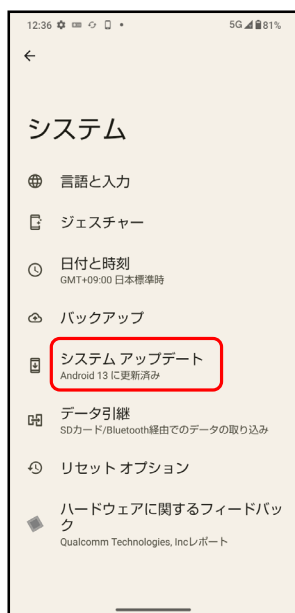 12:36 5G 81%
システム
言語と入力
ジェスチャー
日付と時刻
GMT+09:00 日本標準時
バックアップ
システム アップデート
Android 13 に更新済み
データ引継
SDカード/Bluetooth経由でのデータの取り込み
リセット オプション
ハードウェアに関するフィードバッ
ク
Qualcomm Technologies, Incレポート